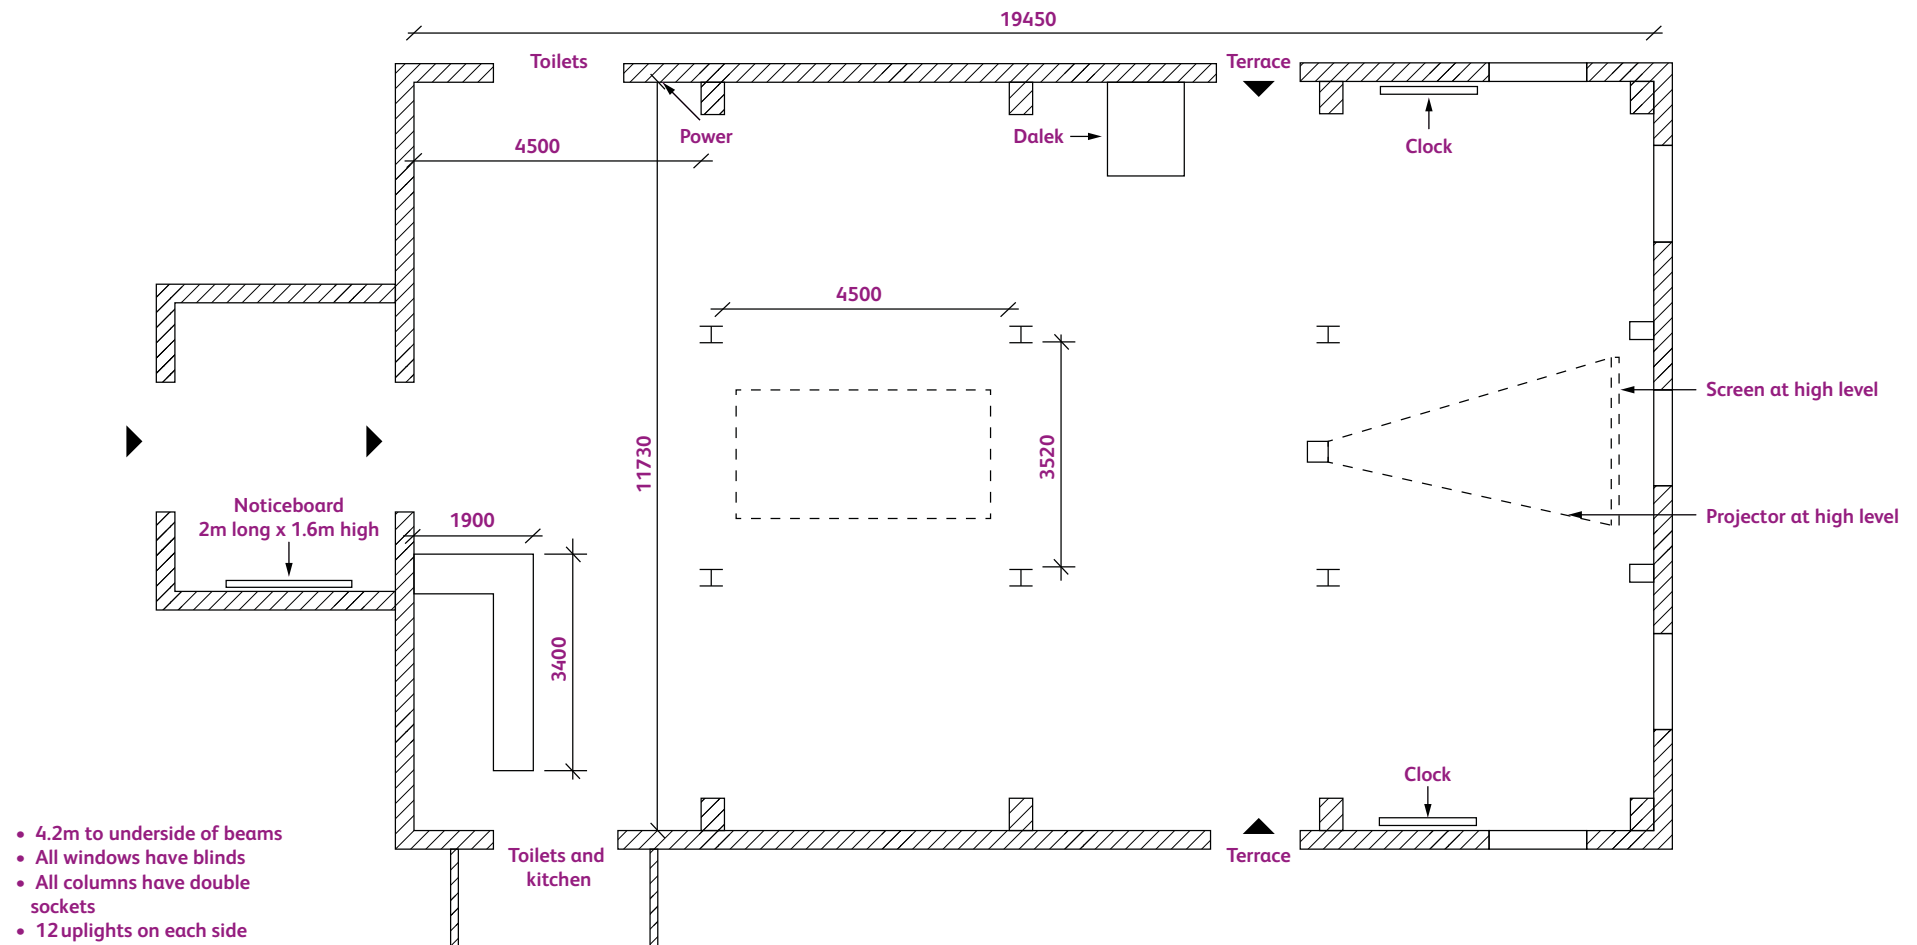 19450
Toilets
Terrace
Power
Dalek
Clock
4500
4500
Screen at high level
11730
3520
Noticeboard
2m long x 1.6m high
1900
Projector at high level
3400
Clock
• 4.2m to underside of beams
• All windows have blinds
• All columns have double
sockets
• 12 uplights on each side
Toilets and
kitchen
Terrace